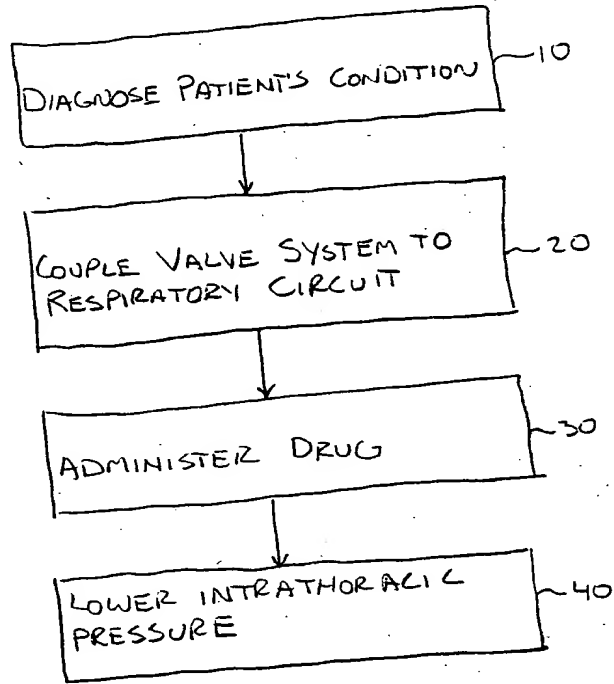 DIAGNOSE PATIENT'S CONDITION
10
COUPLE VALVE SYSTEM TO
RESPIRATORY CIRCUIT
20
ADMINISTER DRUG
30
LOWER INTRATHORACIC
PRESSURE
40